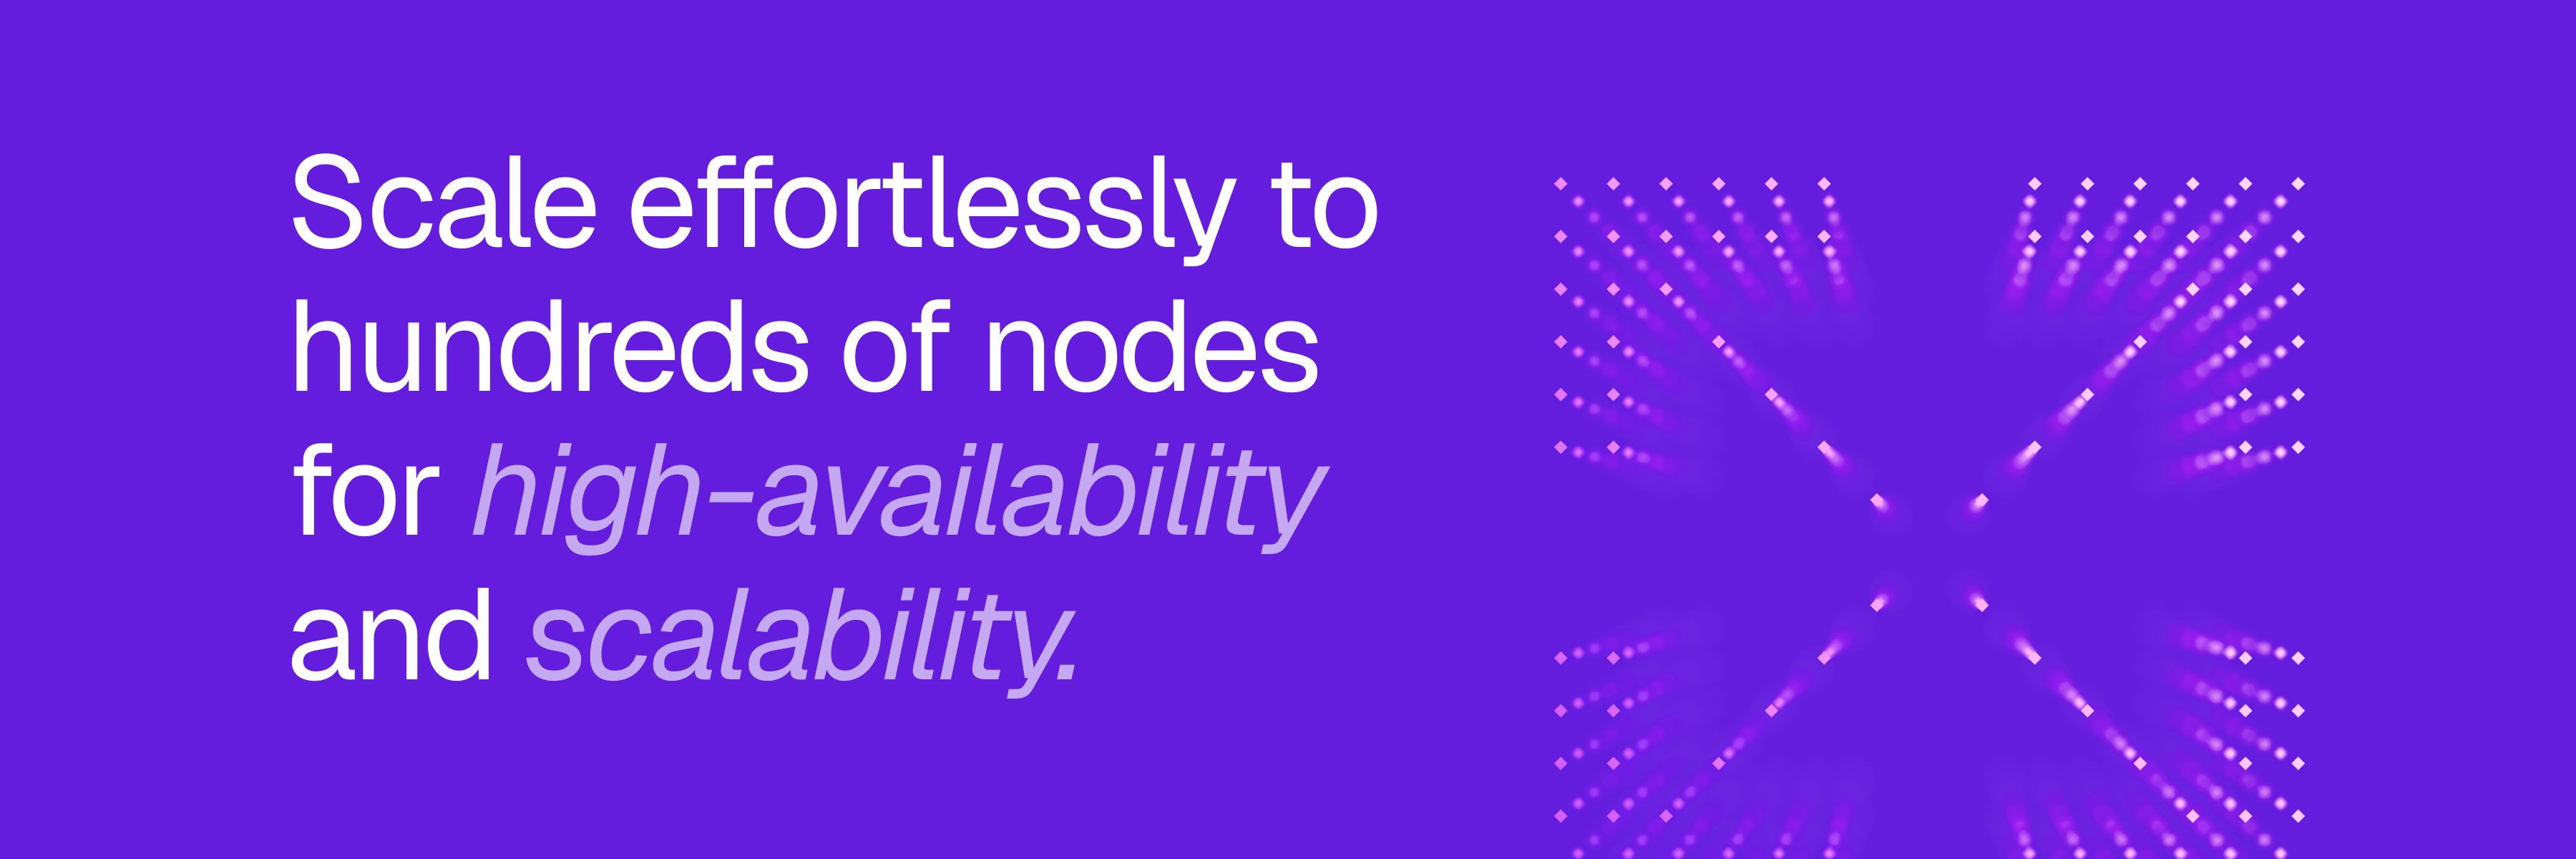 Scale effortlessly to
hundreds of nodes
for high-availability
and scalability.